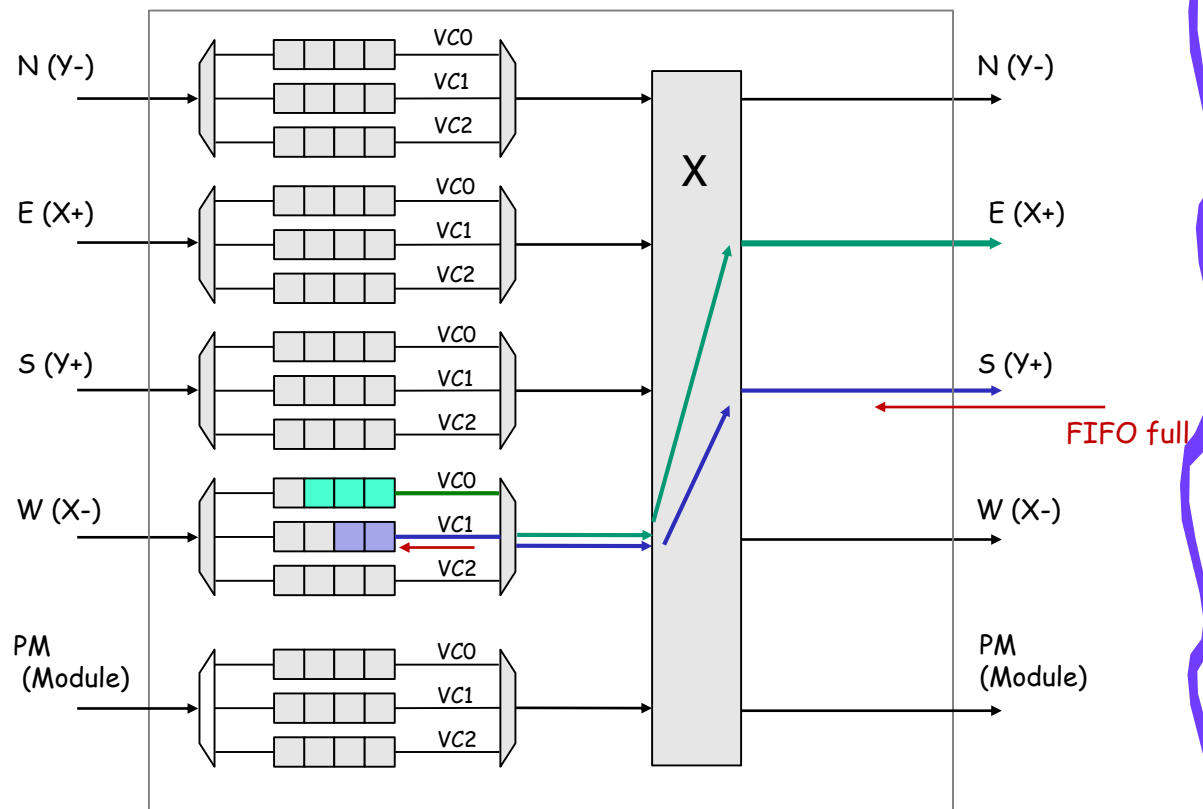 N (Y-)
VC0
VC1
VC2
N (Y-)
E (X+)
VC0
VC1
VC2
X
E (X+)
S (Y+)
VC0
VC1
VC2
S (Y+)
FIFO full
W (X-)
VC0
VC1
VC2
W (X-)
PM
(Module)
VC0
VC1
VC2
PM
(Module)